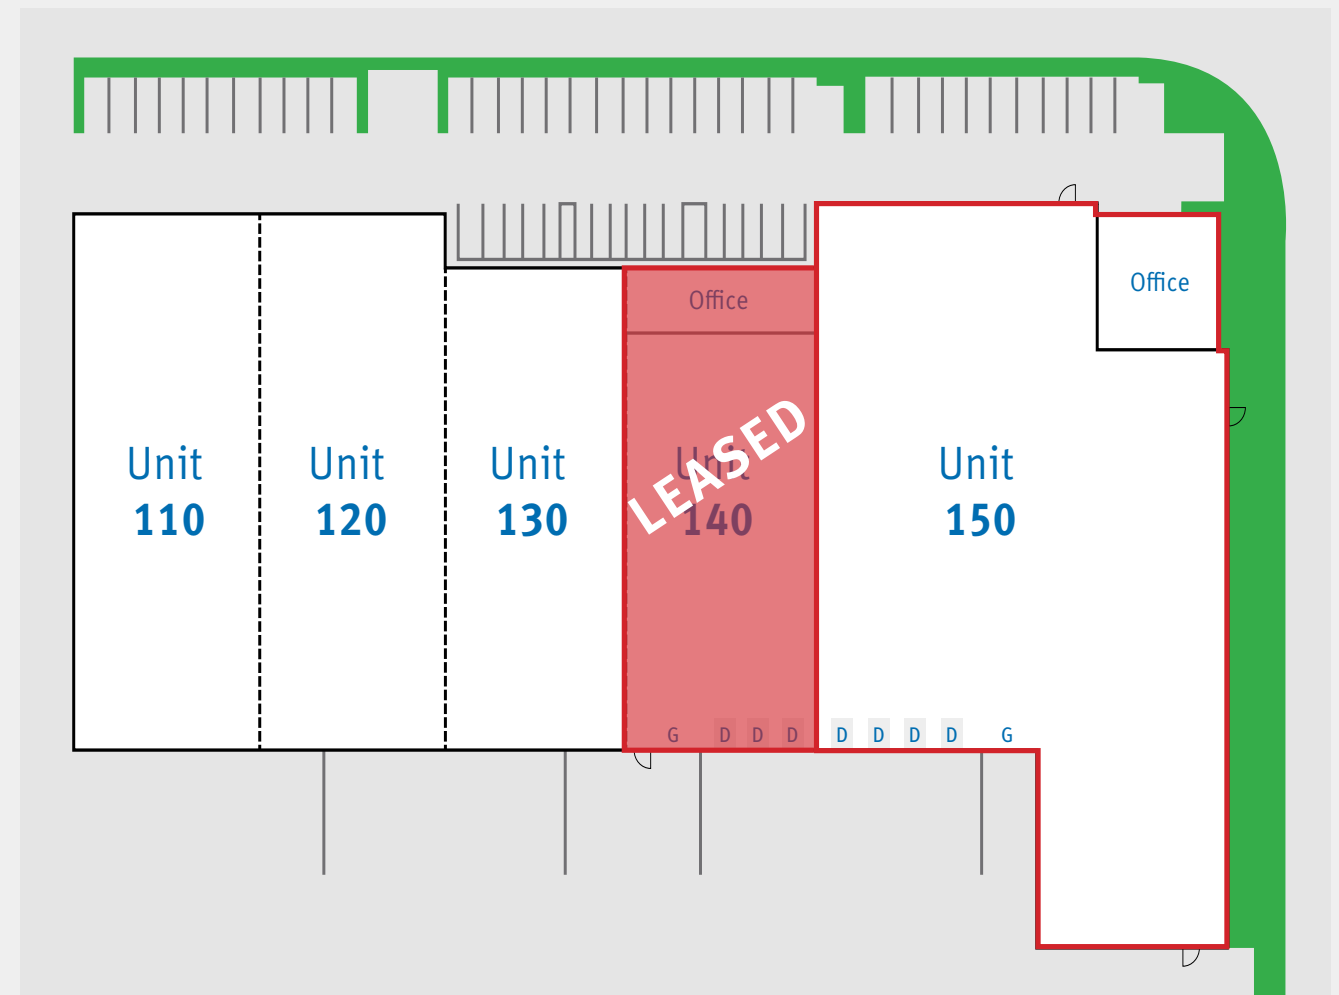 Office
Office
Unit
110
Unit
120
Unit
130
Unit
140
LEASED
Unit
150
G D D D
D D D D G